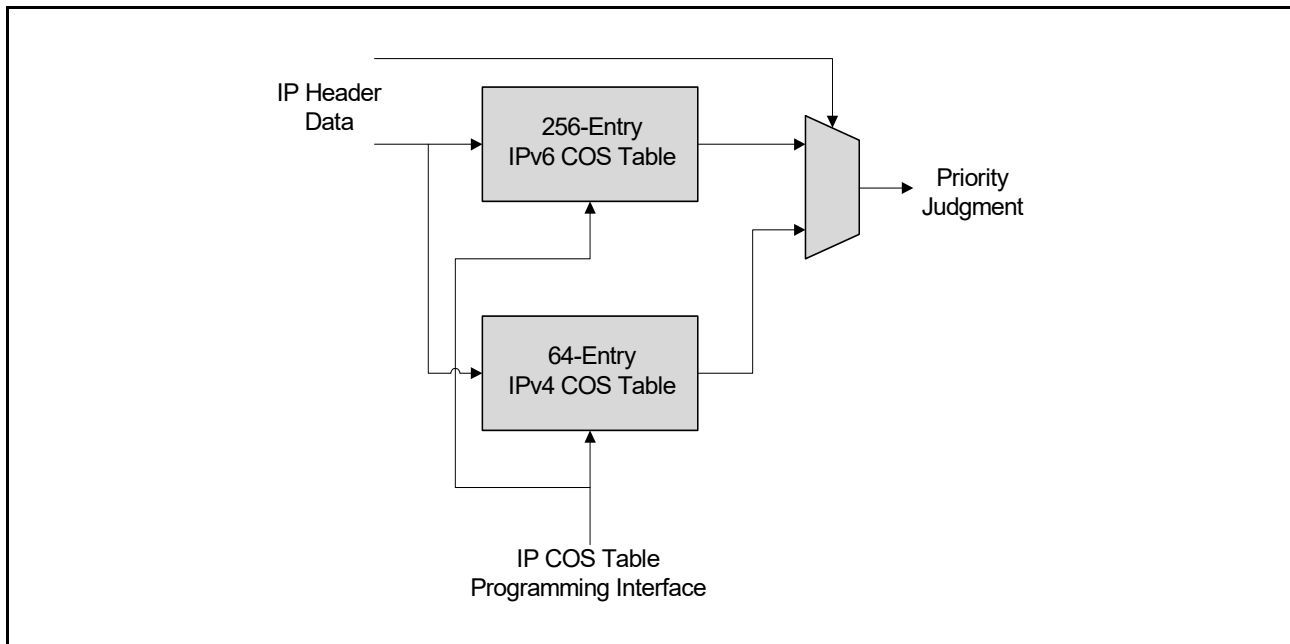 IP Header
Data
256-Entry
IPv6 COS Table
Priority
Judgment
64-Entry
IPv4 COS Table
IP COS Table
Programming Interface